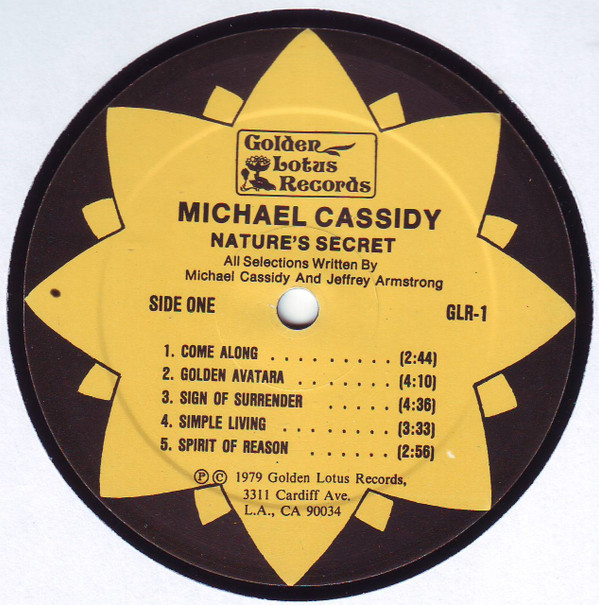 Golden
Lotus
Records
MICHAEL CASSIDY
NATURE'S SECRET
All Selections Written By
Michael Cassidy And Jeffrey Armstrong
SIDE ONE GLR-1
1. COME ALONG . . . . . . . . . (2:44)
2. GOLDEN AVATARA . . . . . . . (4:10)
3. SIGN OF SURRENDER . . . . . . (4:36)
4. SIMPLE LIVING . . . . . . . . (3:33)
5. SPIRIT OF REASON . . . . . . (2:56)
Ⓟ © 1979 Golden Lotus Records,
3311 Cardiff Ave.
L.A., CA 90034